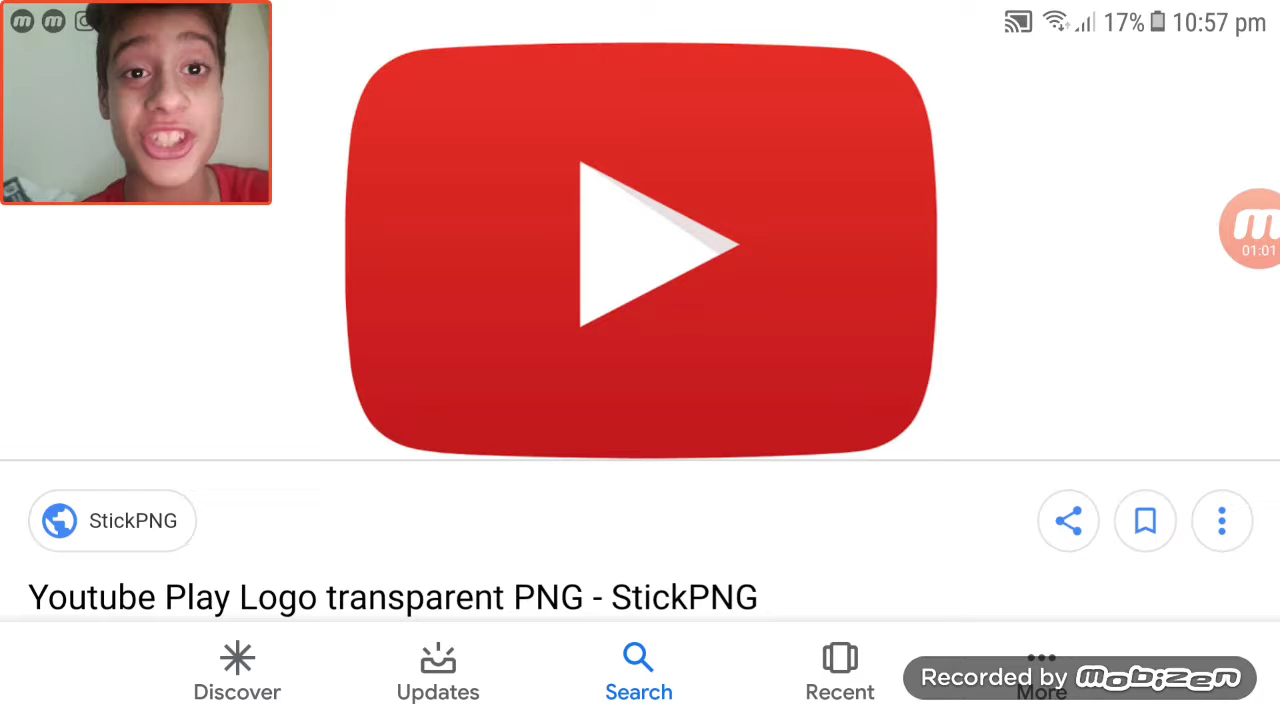 17% 10:57 pm
01:01
StickPNG
Youtube Play Logo transparent PNG - StickPNG
Discover
Updates
Search
Recent
More
Recorded by mobizen